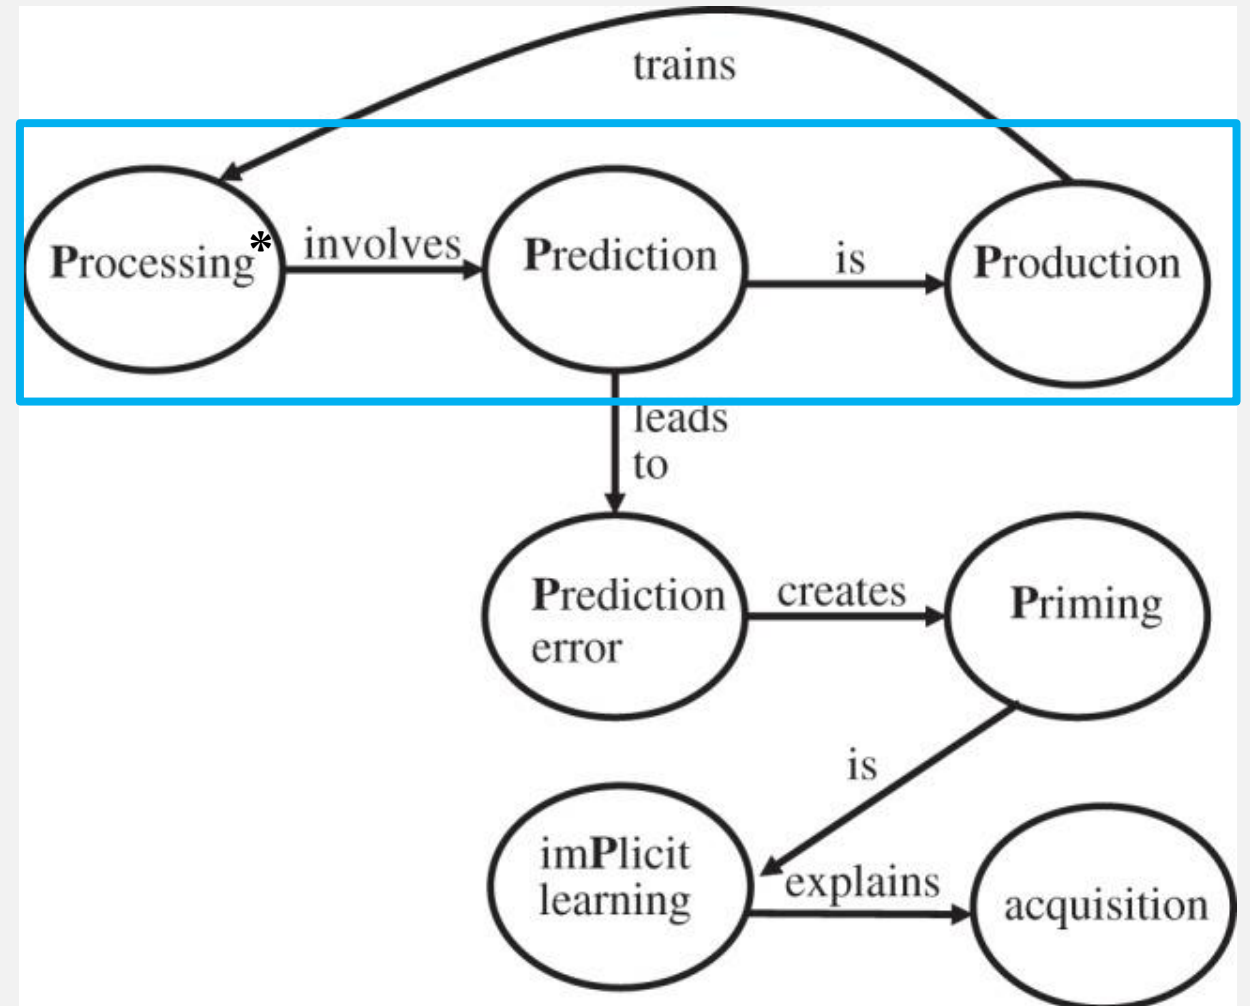 trains
Processing*
involves
Prediction
is
Production
leads
to
Prediction
error
creates
Priming
is
imPlicit
learning
explains
acquisition